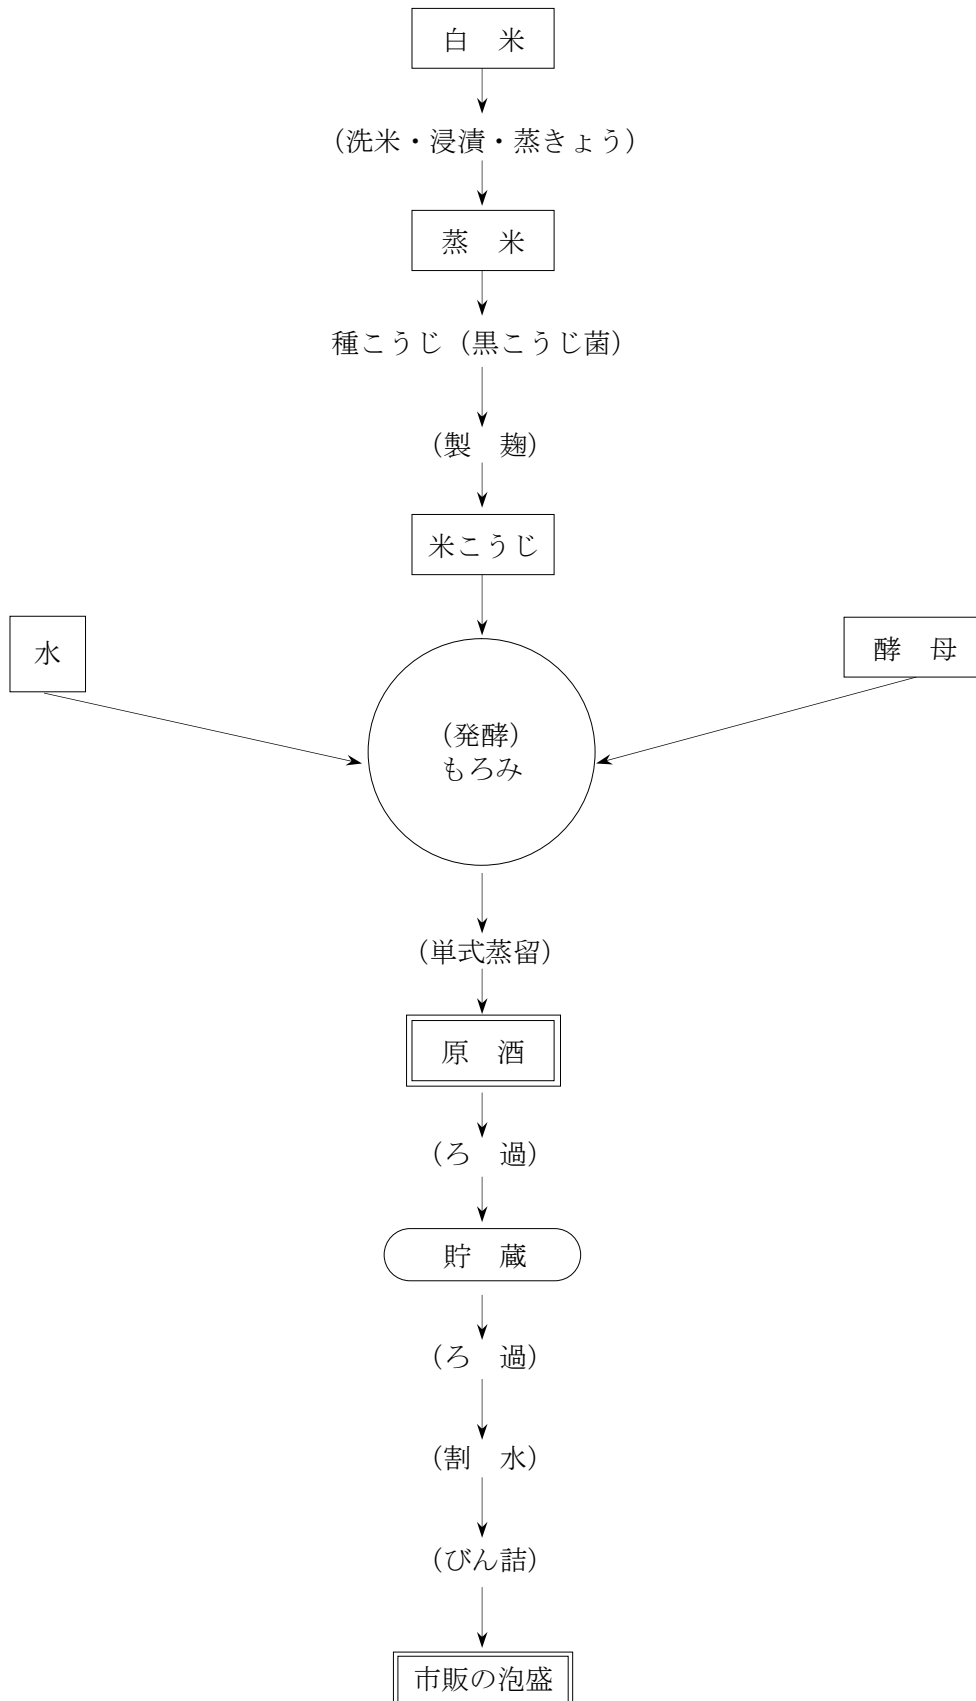 白　米
（洗米・浸漬・蒸きょう）
蒸　米
種こうじ（黒こうじ菌）
（製　麹）
米こうじ
水
酵　母
（発酵）
もろみ
（単式蒸留）
原　酒
（ろ　過）
貯　蔵
（ろ　過）
（割　水）
（びん詰）
市販の泡盛